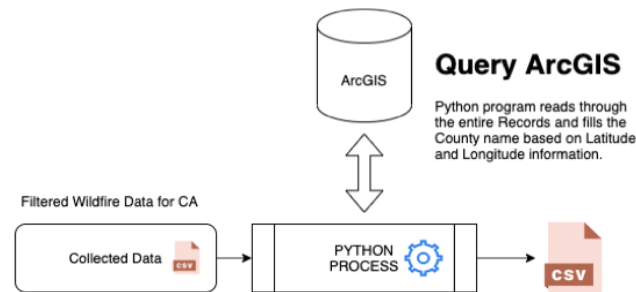 ArcGIS
Query ArcGIS
Python program reads through
the entire Records and fills the
County name based on Latitude
and Longitude information.
Filtered Wildfire Data for CA
Collected Data
CSV
PYTHON
PROCESS
CSV